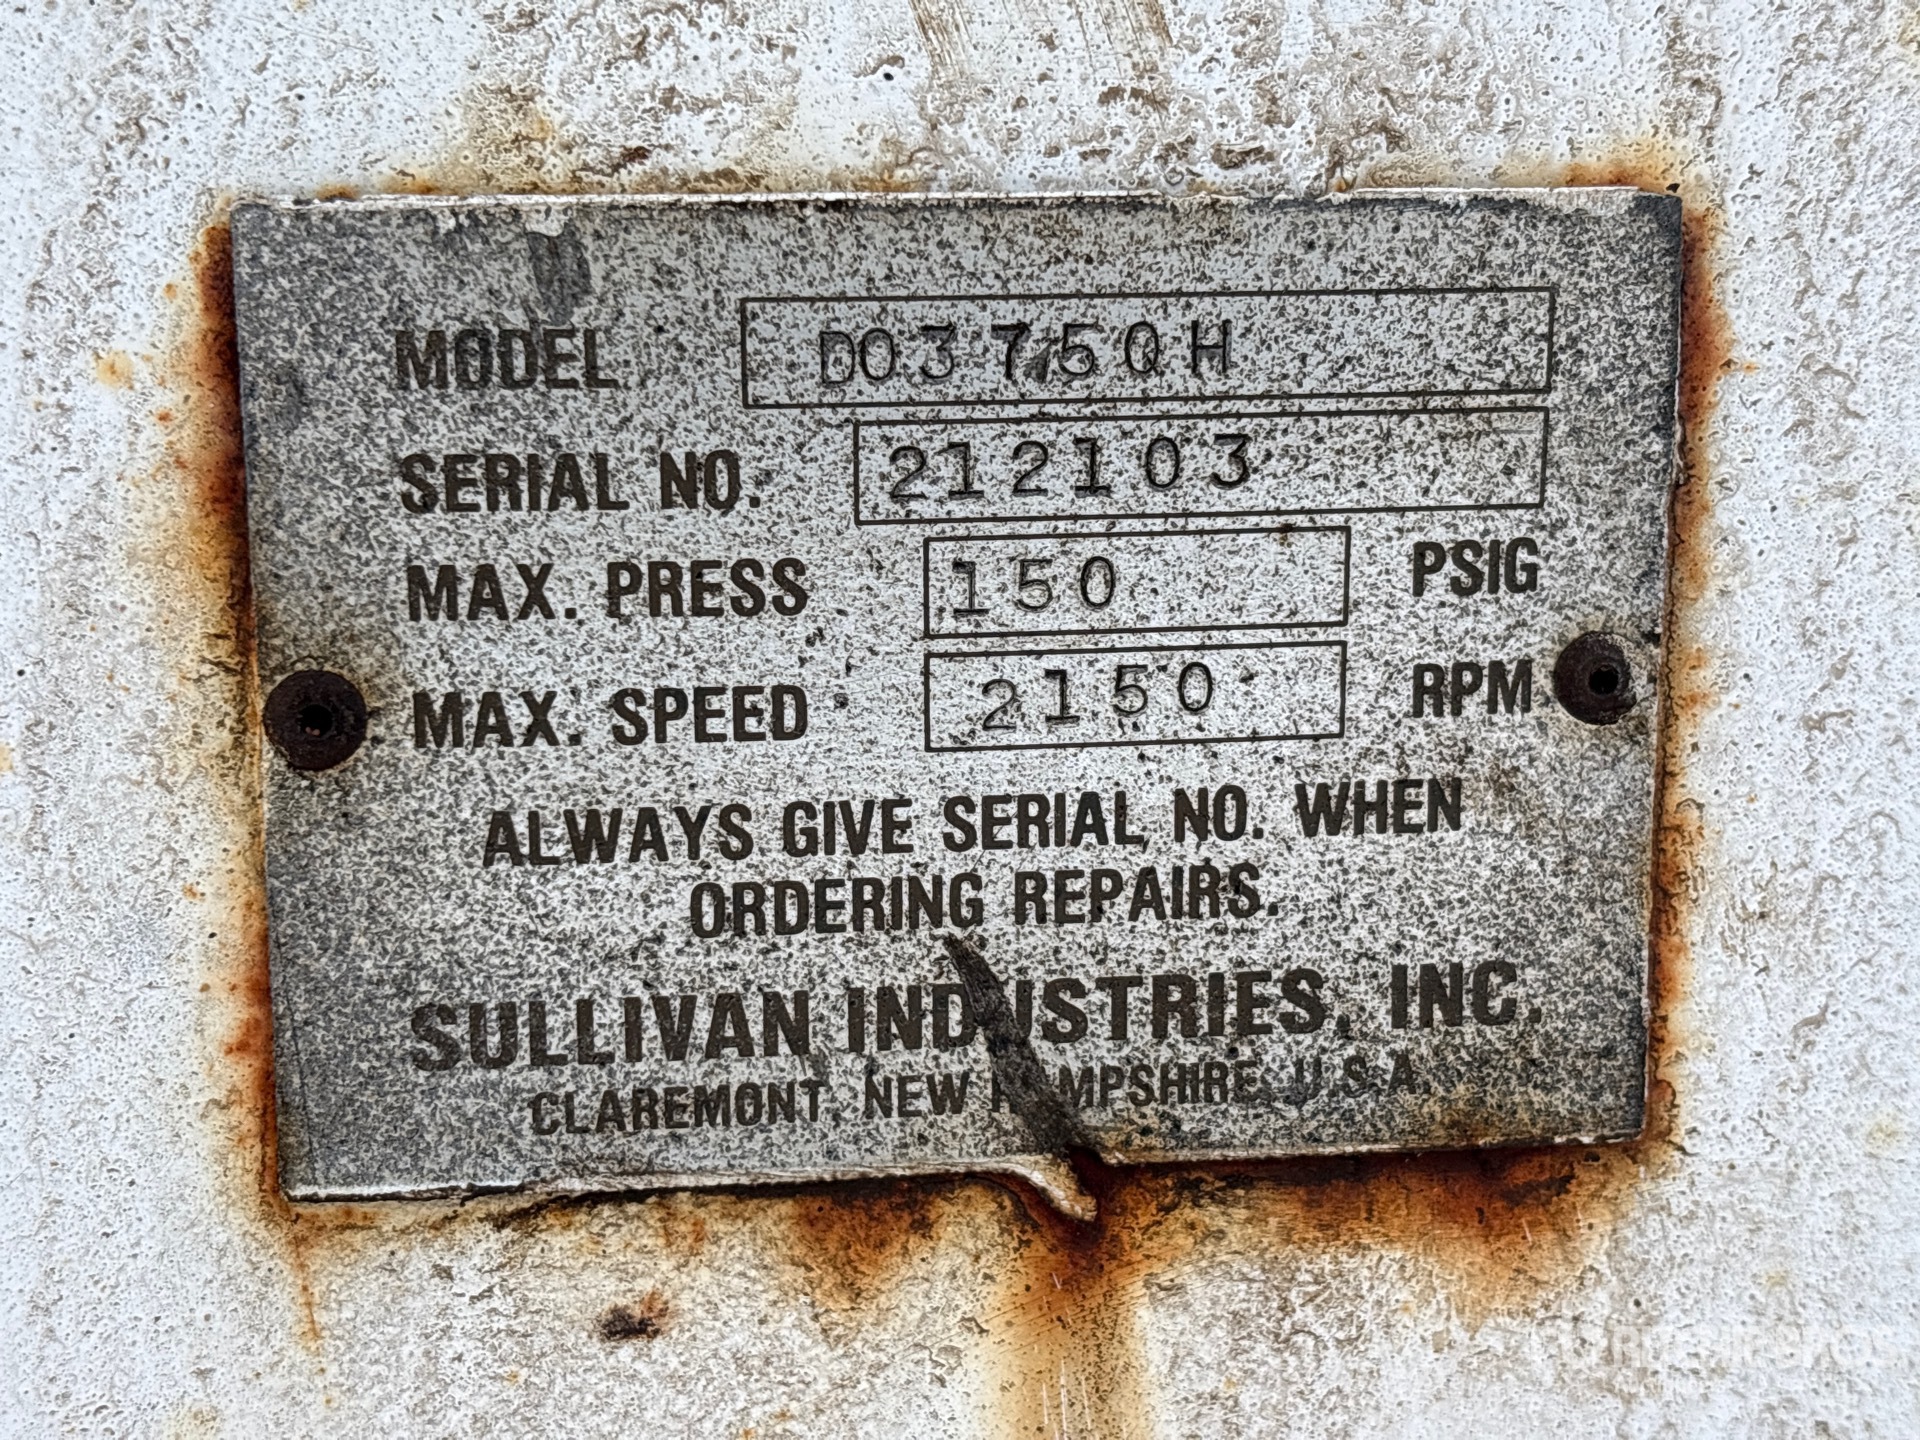 MODEL DO3750H
SERIAL NO. 212103
MAX. PRESS 150 PSIG
MAX. SPEED 2150 RPM
ALWAYS GIVE SERIAL NO. WHEN
ORDERING REPAIRS.
SULLIVAN INDUSTRIES, INC.
CLAREMONT, NEW HAMPSHIRE, U.S.A.